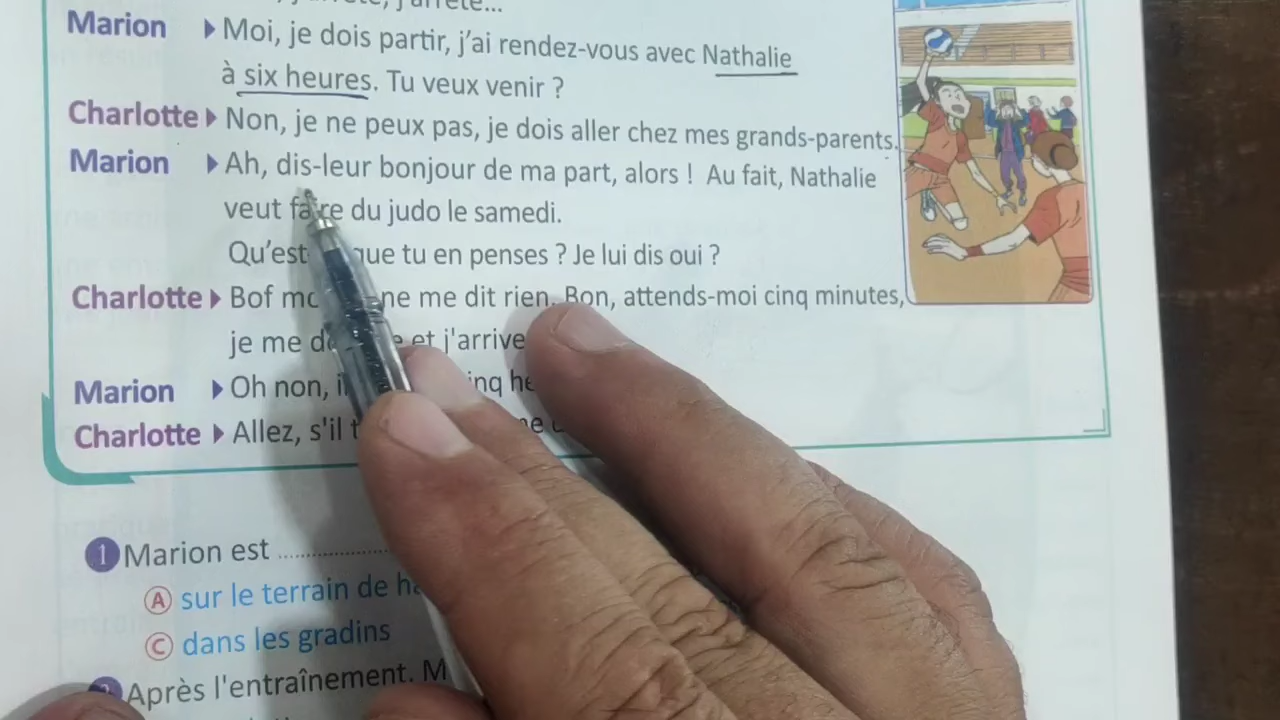 Marion Moi, je dois partir, j'ai rendez-vous avec Nathalie
à six heures. Tu veux venir ?
Charlotte Non, je ne peux pas, je dois aller chez mes grands-parents.
Marion Ah, dis-leur bonjour de ma part, alors ! Au fait, Nathalie
veut faire du judo le samedi.
Qu'est que tu en penses ? Je lui dis oui ?
Charlotte Bof ne me dit rien. Bon, attends-moi cinq minutes,
je me et j'arrive
Marion Oh non,
Charlotte Allez, s'il
1 Marion est ....................
A sur le terrain de
C dans les gradins
Après l'entraînement.